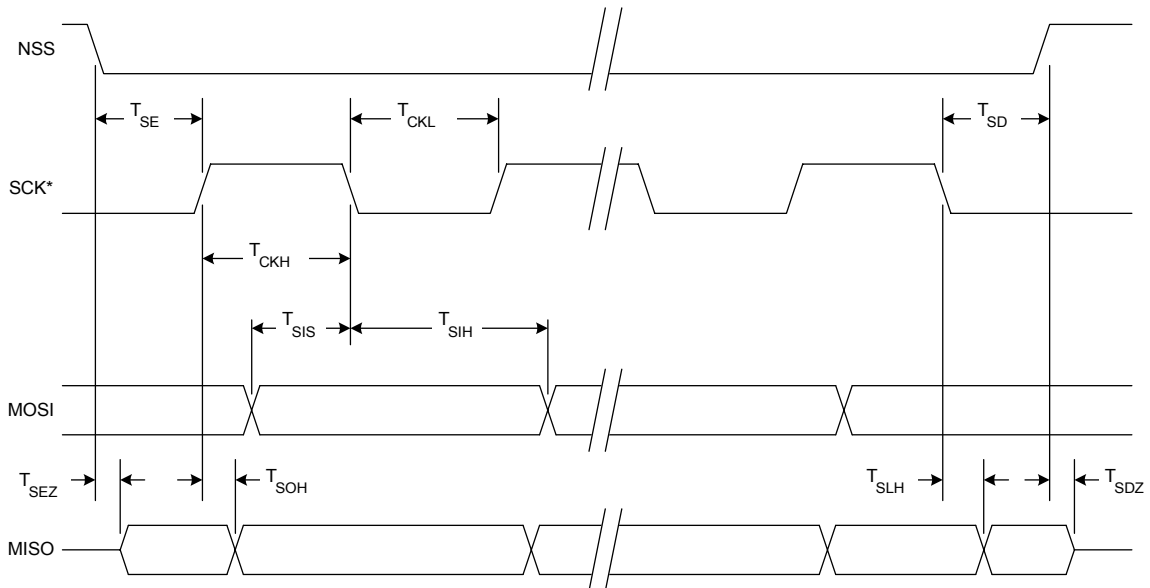 NSS
T_SE
T_CKL
T_SD
SCK*
T_CKH
T_SIS
T_SIH
MOSI
T_SEZ
T_SOH
T_SLH
T_SDZ
MISO